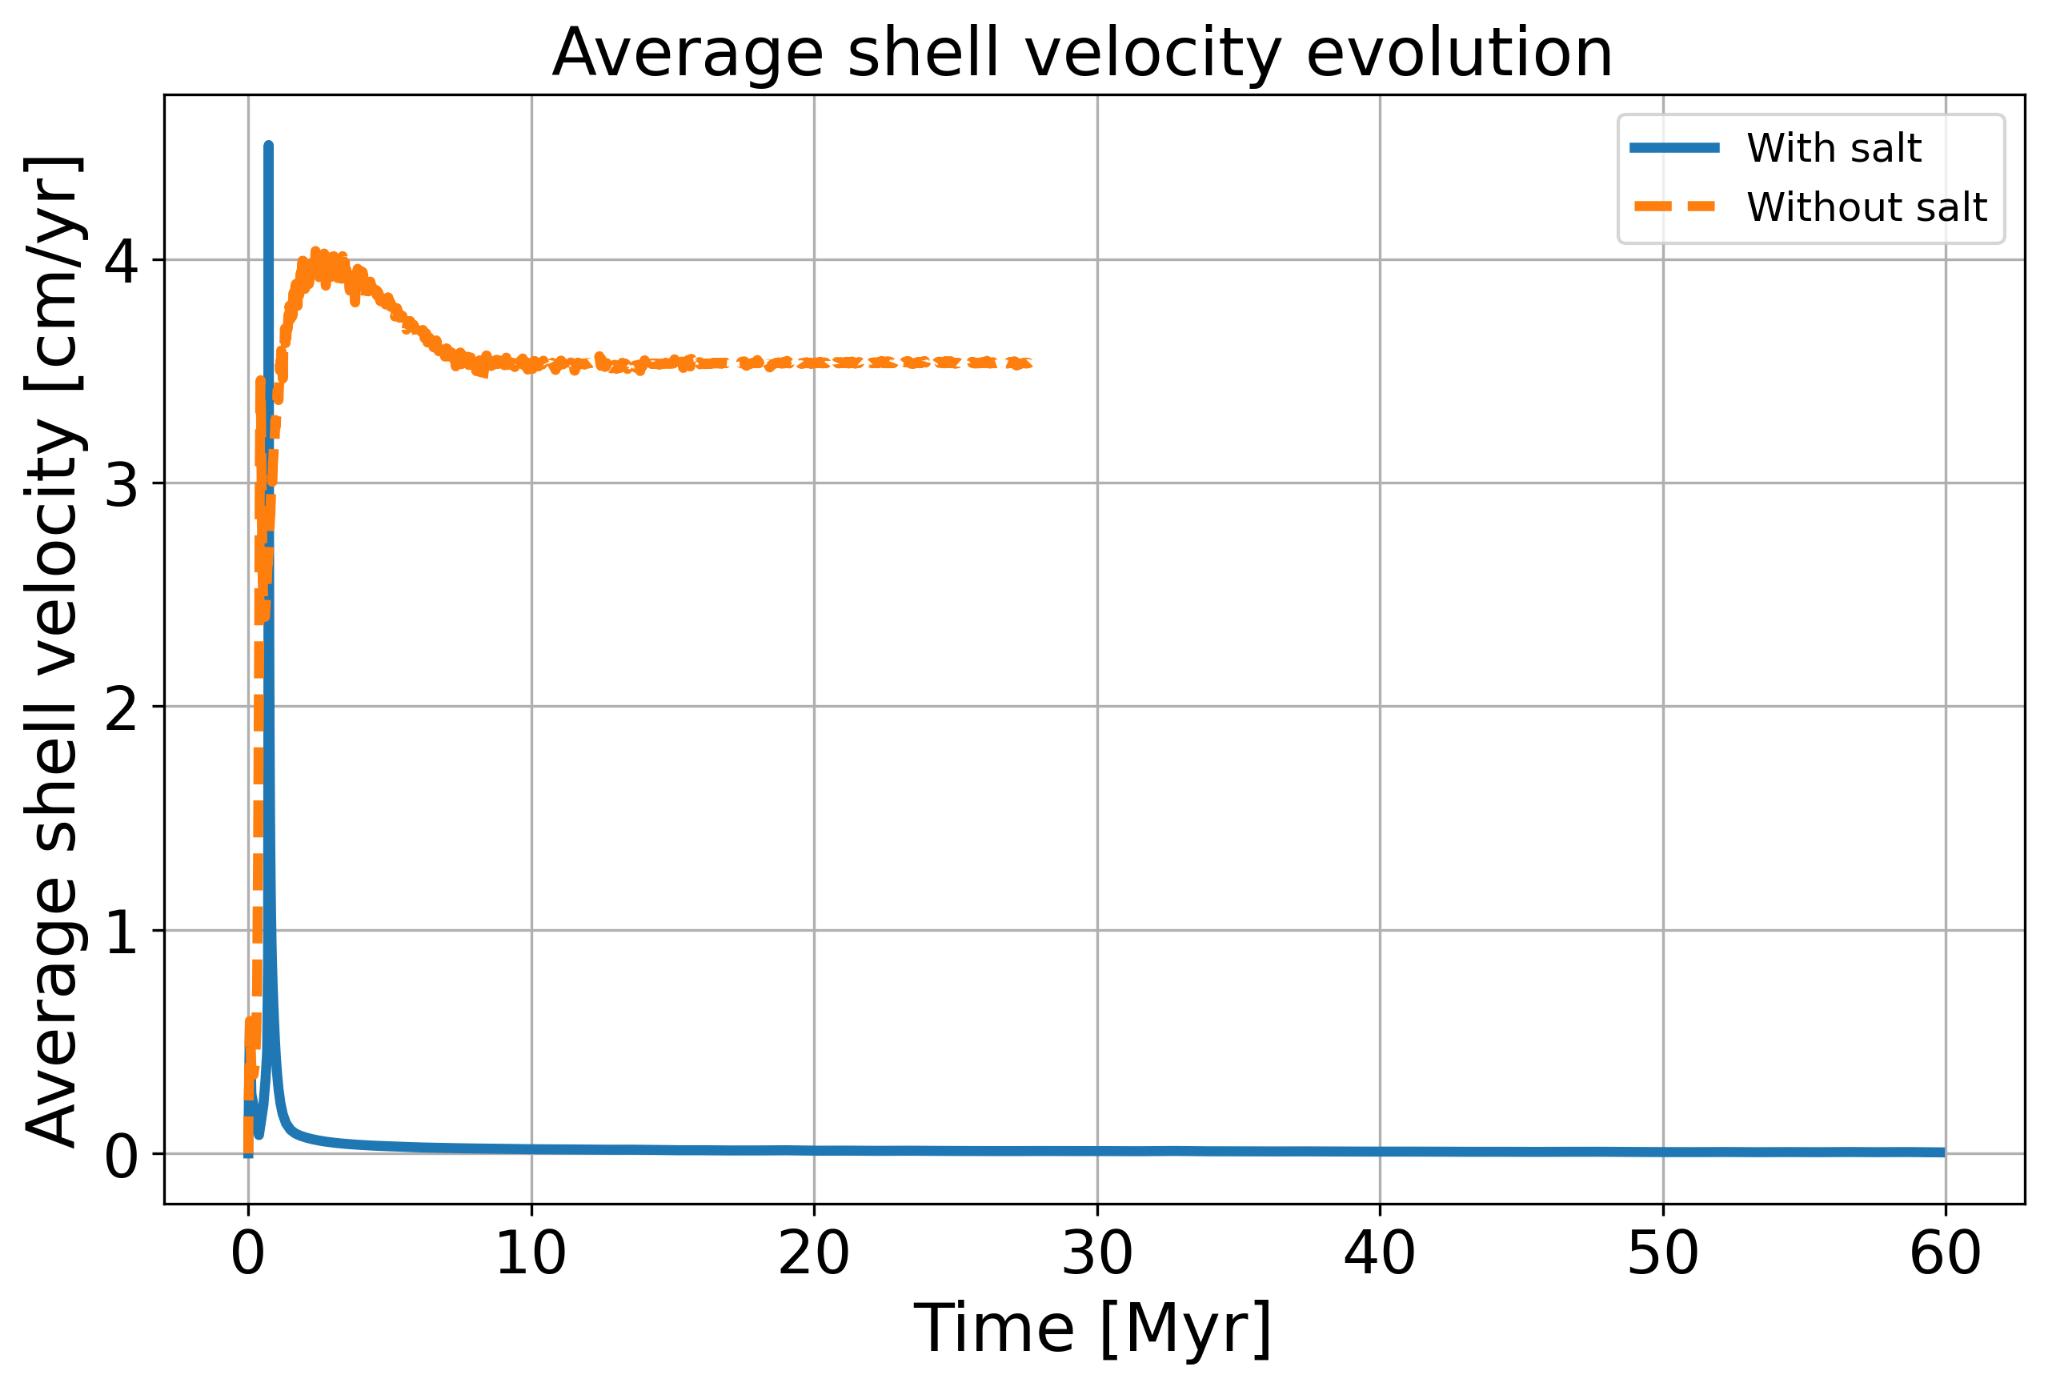 Average shell velocity evolution
With salt
Without salt
Average shell velocity [cm/yr]
4
3
2
1
0
0 10 20 30 40 50 60
Time [Myr]